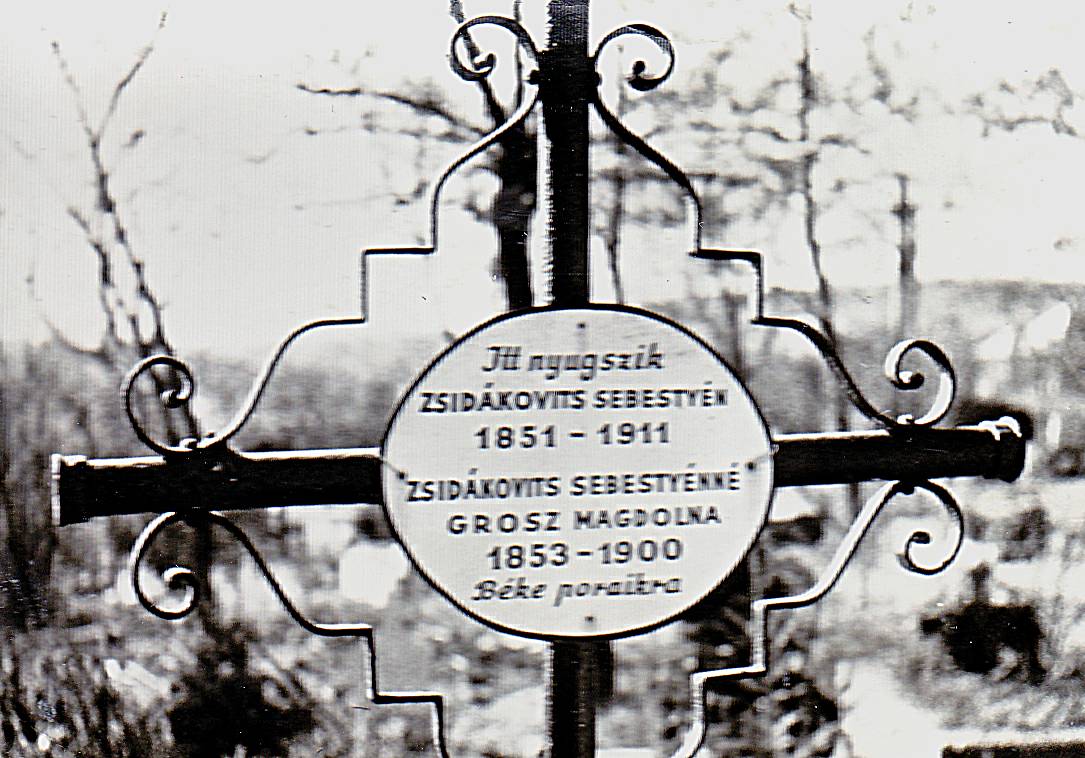 Itt nyugszik
ZSIDÁKOVITS SEBESTYÉN
1851 - 1911
ZSIDÁKOVITS SEBESTYÉNNÉ
GROSZ MAGDOLNA
1853 - 1900
Béke poraikra